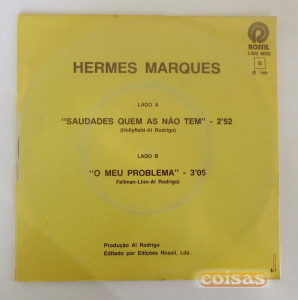 ROSSIL
HERMES MARQUES
LADO A
"SAUDADES QUEM AS NÃO TEM" - 2'52
(Hollyfield-Al Rodrigo)
LADO B
"O MEU PROBLEMA" - 3'05
(Fellman-Linn-Al Rodrigo)
Produção Al Rodrigo
Editado por Edições Rossil, Lda.
coisas